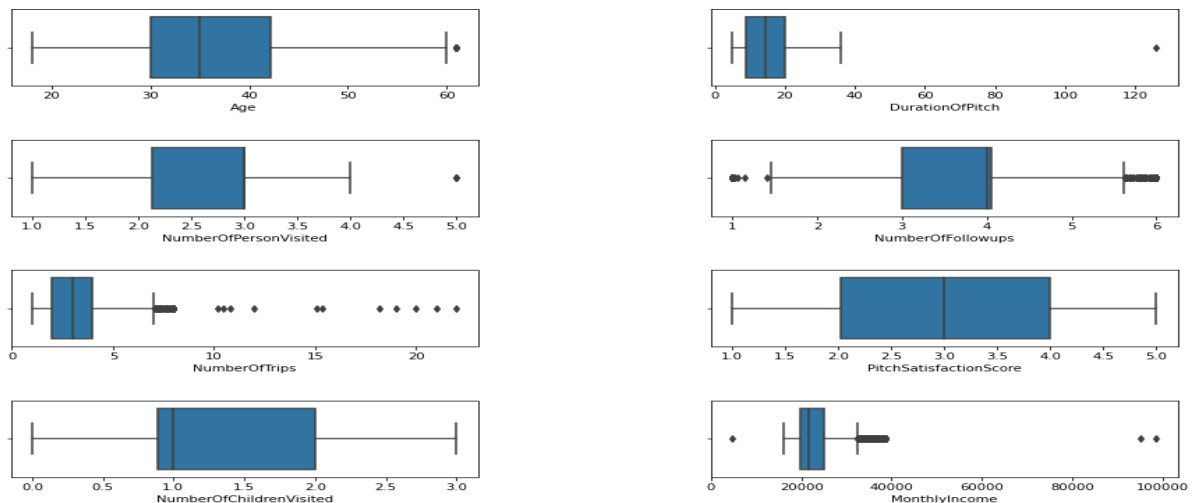 20 30 40 50 60
Age
0 20 40 60 80 100 120
DurationOfPitch
1.0 1.5 2.0 2.5 3.0 3.5 4.0 4.5 5.0
NumberOfPersonVisited
1 2 3 4 5 6
NumberOfFollowups
0 5 10 15 20
NumberOfTrips
1.0 1.5 2.0 2.5 3.0 3.5 4.0 4.5 5.0
PitchSatisfactionScore
0.0 0.5 1.0 1.5 2.0 2.5 3.0
NumberOfChildrenVisited
0 20000 40000 60000 80000 100000
MonthlyIncome